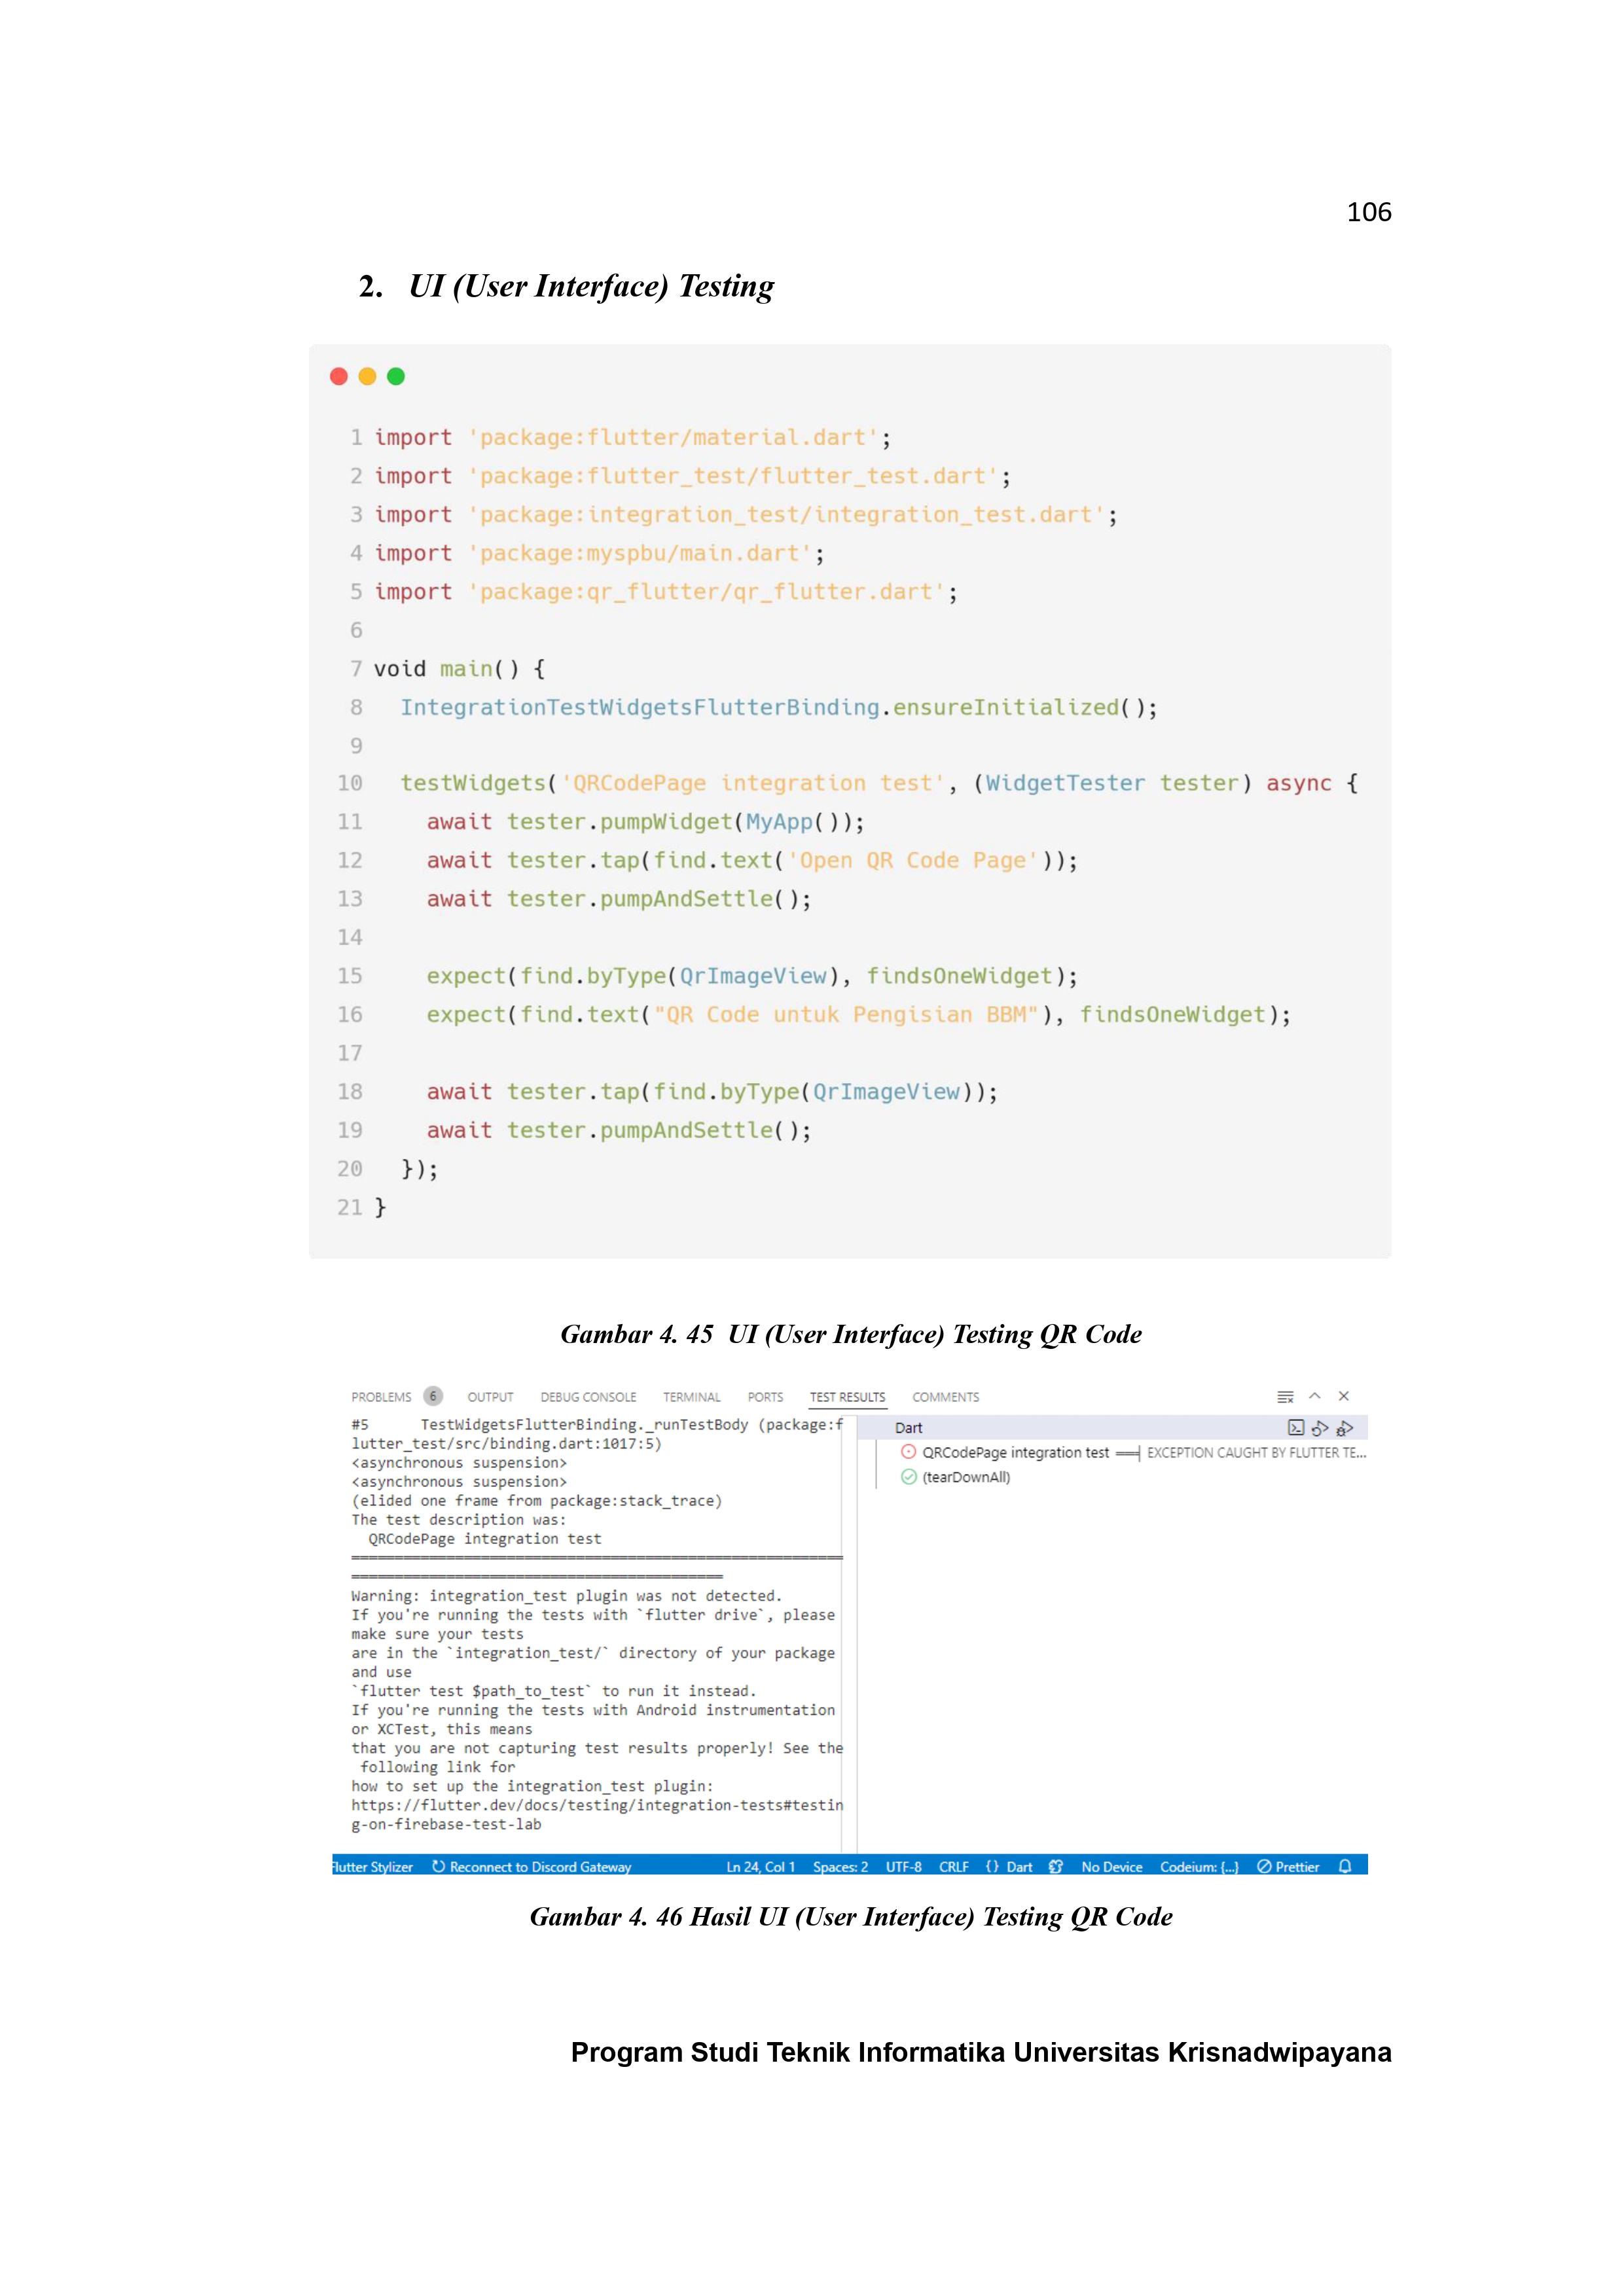 106
2. UI (User Interface) Testing
1 import 'package:flutter/material.dart';
2 import 'package:flutter_test/flutter_test.dart';
3 import 'package:integration_test/integration_test.dart';
4 import 'package:myspbu/main.dart';
5 import 'package:qr_flutter/qr_flutter.dart';
6
7 void main() {
8   IntegrationTestWidgetsFlutterBinding.ensureInitialized();
9
10   testWidgets('QRCodePage integration test', (WidgetTester tester) async {
11     await tester.pumpWidget(MyApp());
12     await tester.tap(find.text('Open QR Code Page'));
13     await tester.pumpAndSettle();
14
15     expect(find.byType(QrImageView), findsOneWidget);
16     expect(find.text("QR Code untuk Pengisian BBM"), findsOneWidget);
17
18     await tester.tap(find.byType(QrImageView));
19     await tester.pumpAndSettle();
20   });
21 }
Gambar 4. 45 UI (User Interface) Testing QR Code
PROBLEMS 6 OUTPUT DEBUG CONSOLE TERMINAL PORTS TEST RESULTS COMMENTS
#5      TestWidgetsFlutterBinding._runTestBody (package:f
lutter_test/src/binding.dart:1017:5)
<asynchronous suspension>
<asynchronous suspension>
(elided one frame from package:stack_trace)
The test description was:
  QRCodePage integration test
Warning: integration_test plugin was not detected.
If you're running the tests with `flutter drive`, please
make sure your tests
are in the `integration_test/` directory of your package
and use
`flutter test $path_to_test` to run it instead.
If you're running the tests with Android instrumentation
or XCTest, this means
that you are not capturing test results properly! See the
 following link for
how to set up the integration_test plugin:
https://flutter.dev/docs/testing/integration-tests#testin
g-on-firebase-test-lab
Dart
QRCodePage integration test ══╡ EXCEPTION CAUGHT BY FLUTTER TE...
(tearDownAll)
Flutter Stylizer Reconnect to Discord Gateway Ln 24, Col 1 Spaces: 2 UTF-8 CRLF {} Dart No Device Codeium: {...} Prettier
Gambar 4. 46 Hasil UI (User Interface) Testing QR Code
Program Studi Teknik Informatika Universitas Krisnadwipayana